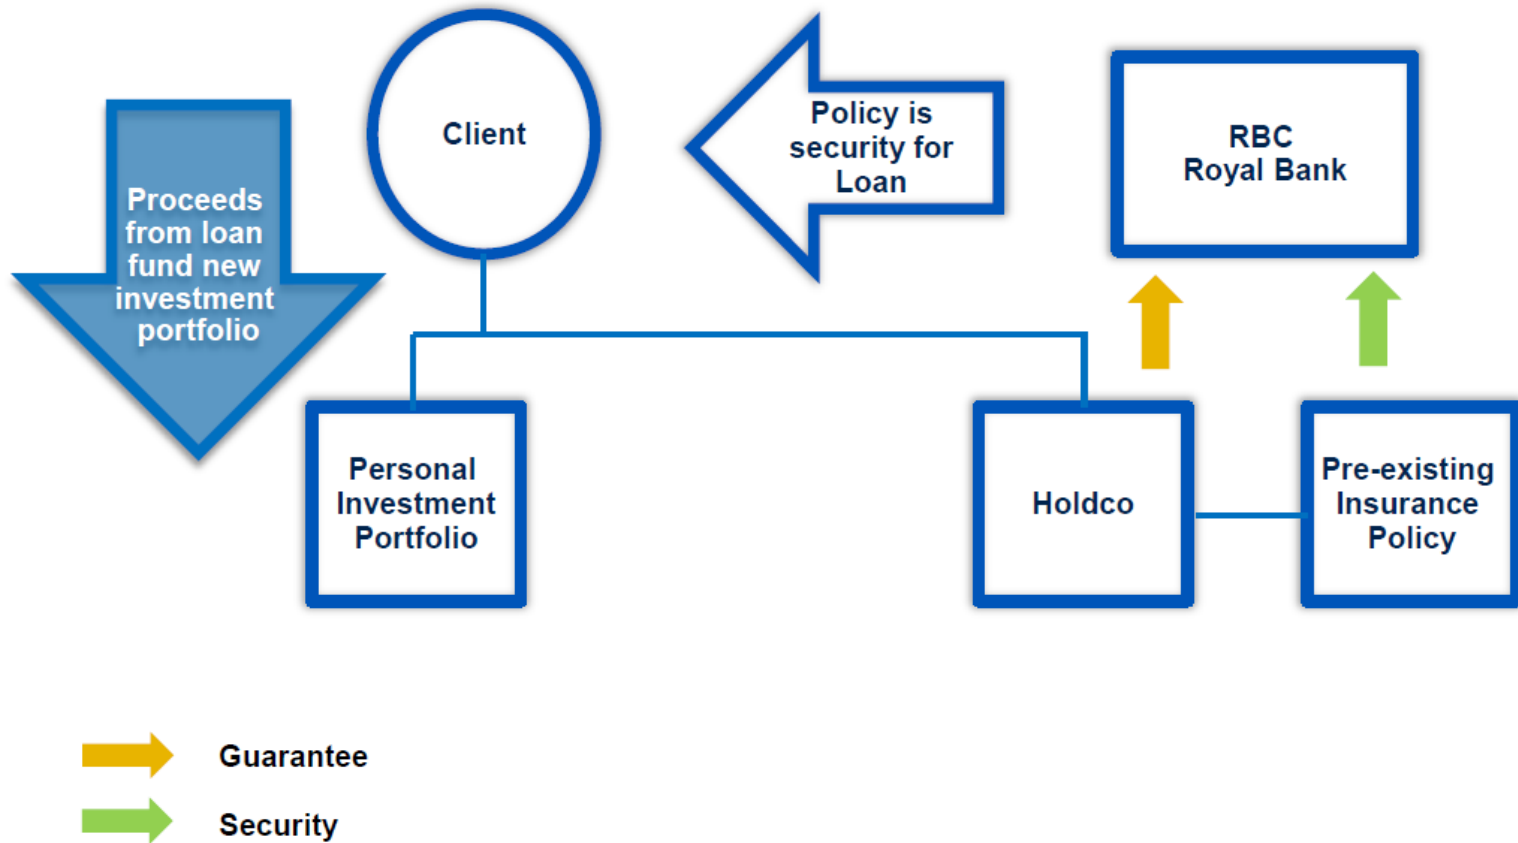 Client
Policy is
security for
Loan
RBC
Royal Bank
Proceeds
from loan
fund new
investment
portfolio
Personal
Investment
Portfolio
Holdco
Pre-existing
Insurance
Policy
Guarantee
Security